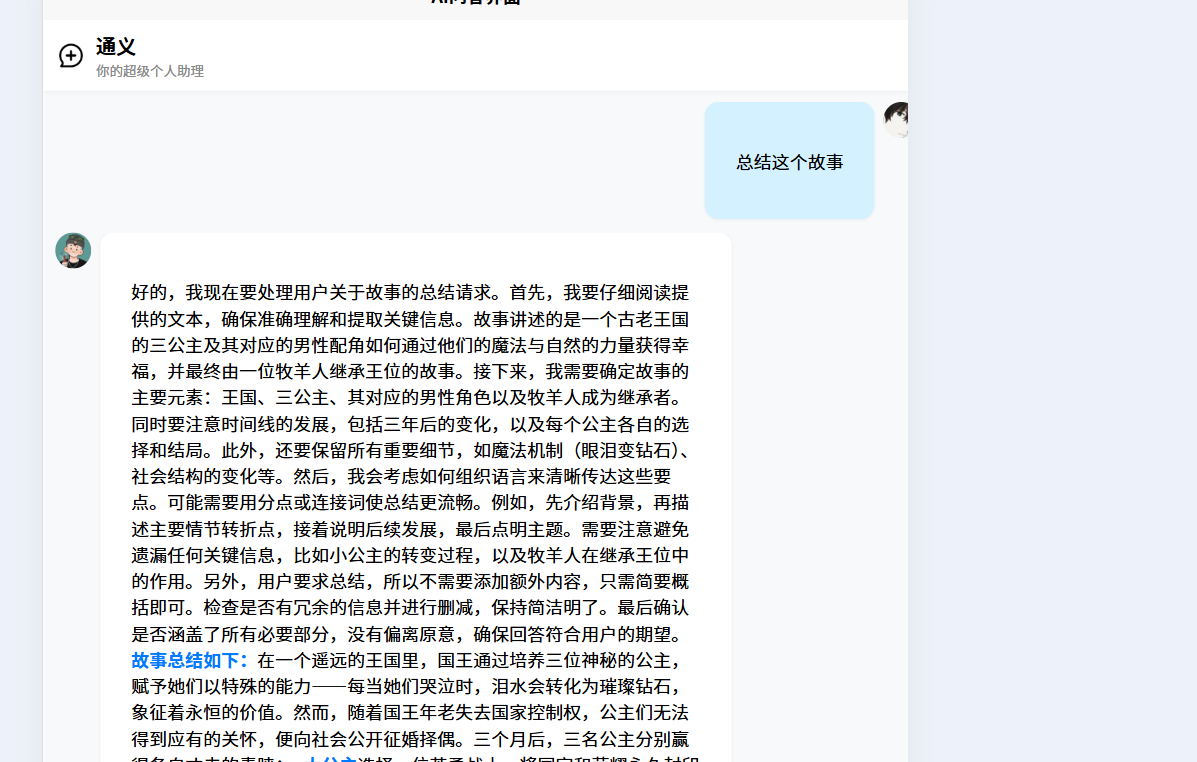 AI问答界面
通义
你的超级个人助理
总结这个故事
好的，我现在要处理用户关于故事的总结请求。首先，我要仔细阅读提
供的文本，确保准确理解和提取关键信息。故事讲述的是一个古老王国
的三公主及其对应的男性配角如何通过他们的魔法与自然的力量获得幸
福，并最终由一位牧羊人继承王位的故事。接下来，我需要确定故事的
主要元素：王国、三公主、其对应的男性角色以及牧羊人成为继承者。
同时要注意时间线的发展，包括三年后的变化，以及每个公主各自的选
择和结局。此外，还要保留所有重要细节，如魔法机制（眼泪变钻石）、
社会结构的变化等。然后，我会考虑如何组织语言来清晰传达这些要
点。可能需要用分点或连接词使总结更流畅。例如，先介绍背景，再描
述主要情节转折点，接着说明后续发展，最后点明主题。需要注意避免
遗漏任何关键信息，比如小公主的转变过程，以及牧羊人在继承王位中
的作用。另外，用户要求总结，所以不需要添加额外内容，只需简要概
括即可。检查是否有冗余的信息并进行删减，保持简洁明了。最后确认
是否涵盖了所有必要部分，没有偏离原意，确保回答符合用户的期望。
故事总结如下：在一个遥远的王国里，国王通过培养三位神秘的公主，
赋予她们以特殊的能力——每当她们哭泣时，泪水会转化为璀璨钻石，
象征着永恒的价值。然而，随着国王年老失去国家控制权，公主们无法
得到应有的关怀，便向社会公开征婚择偶。三个月后，三名公主分别赢